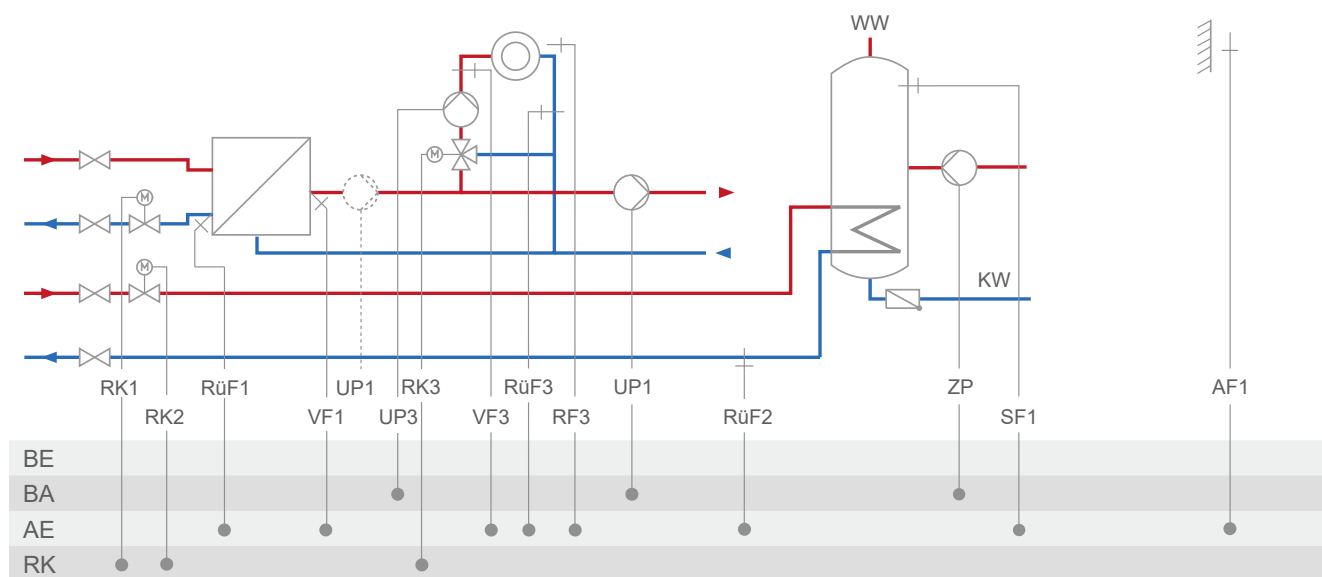 WW
M
M
M
KW
RK1 RüF1 UP1 RK3 RüF3 UP1 ZP AF1
RK2 VF1 UP3 VF3 RF3 RüF2 SF1
BE
BA
AE
RK